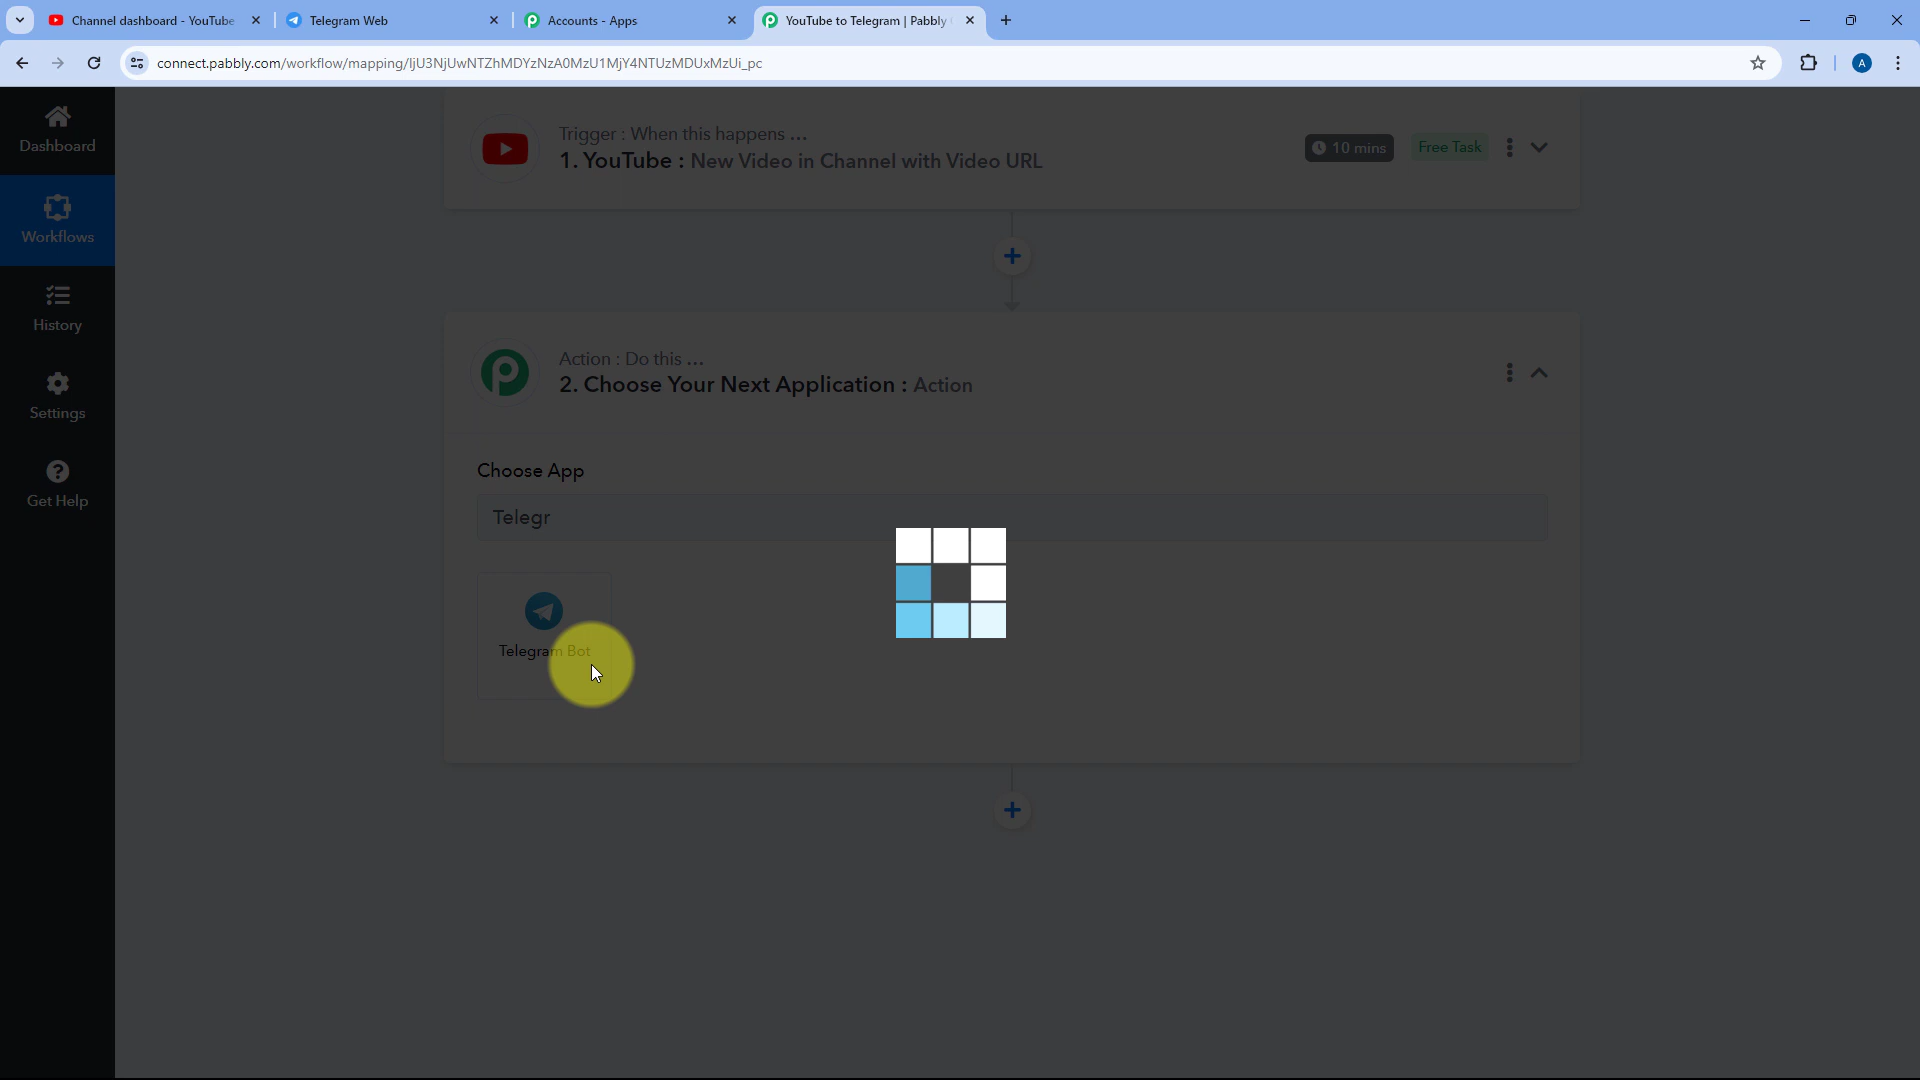 Channel dashboard - YouTube
Telegram Web
Accounts - Apps
YouTube to Telegram | Pabbly
connect.pabbly.com/workflow/mapping/IjU3NjUwNTZhMDYzNzA0MzU1MjY4NTUzMDUxMzUi_pc
A
Dashboard
Workflows
History
Settings
Get Help
Trigger : When this happens ...
1. YouTube : New Video in Channel with Video URL
10 mins
Free Task
Action : Do this ...
2. Choose Your Next Application : Action
Choose App
Telegr
Telegram Bot